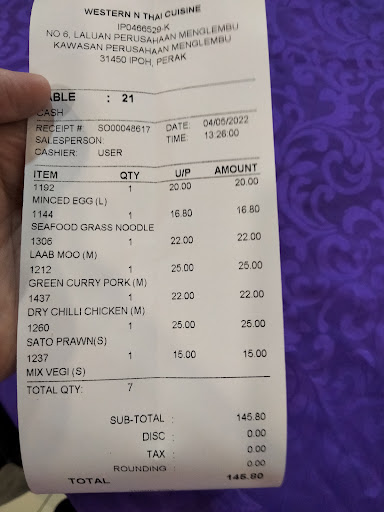 WESTERN N THAI CUISINE
IP0466529-K
NO 6, LALUAN PERUSAHAAN MENGLEMBU
KAWASAN PERUSAHAAN MENGLEMBU
31450 IPOH, PERAK
TABLE : 21
CASH
RECEIPT #: SO00048617 DATE: 04/05/2022
SALESPERSON: TIME: 13:26:00
CASHIER: USER
ITEM QTY U/P AMOUNT
1192 1 20.00 20.00
MINCED EGG (L)
1144 1 16.80 16.80
SEAFOOD GRASS NOODLE
1306 1 22.00 22.00
LAAB MOO (M)
1212 1 25.00 25.00
GREEN CURRY PORK (M)
1437 1 22.00 22.00
DRY CHILLI CHICKEN (M)
1260 1 25.00 25.00
SATO PRAWN(S)
1237 1 15.00 15.00
MIX VEGI (S)
TOTAL QTY: 7
SUB-TOTAL : 145.80
DISC : 0.00
TAX : 0.00
ROUNDING : 0.00
TOTAL 145.80